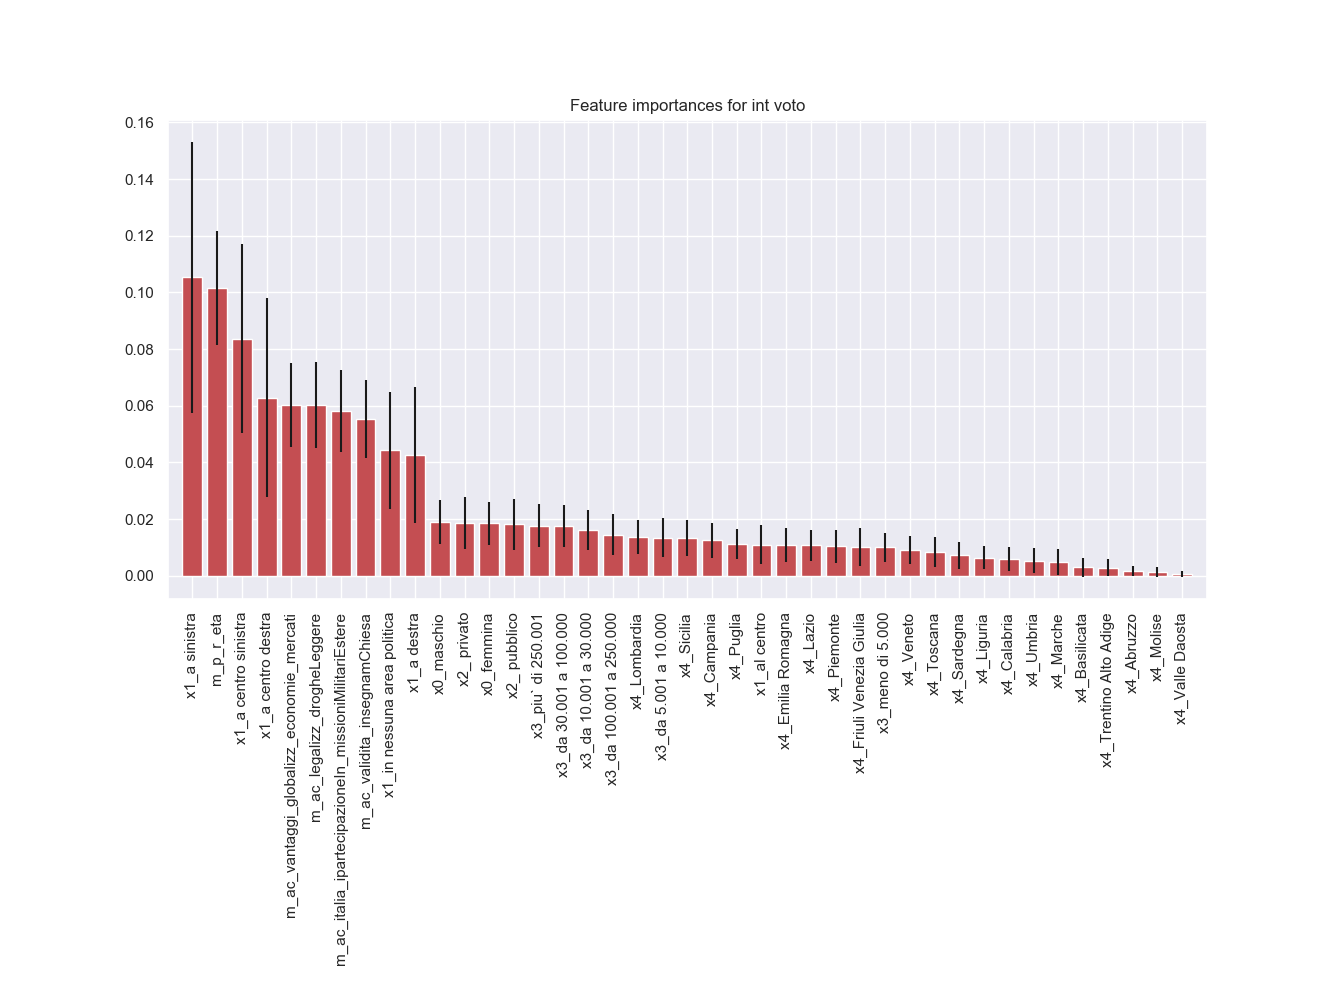 Feature importances for int voto
0.16
0.14
0.12
0.10
0.08
0.06
0.04
0.02
0.00
x1_a sinistra
m_p_r_eta
x1_a centro sinistra
x1_a centro destra
m_ac_vantaggi_globalizz_economie_mercati
m_ac_legalizz_drogheLeggere
m_ac_italia_ipartecipazioneIn_missioniMilitariEstere
m_ac_validita_insegnamChiesa
x1_in nessuna area politica
x1_a destra
x0_maschio
x2_ privato
x0_femmina
x2_ pubblico
x3_piu` di 250.001
x3_da 30.001 a 100.000
x3_da 10.001 a 30.000
x3_da 100.001 a 250.000
x4_Lombardia
x3_da 5.001 a 10.000
x4_Sicilia
x4_Campania
x4_Puglia
x1_al centro
x4_Emilia Romagna
x4_Lazio
x4_Piemonte
x4_Friuli Venezia Giulia
x3_meno di 5.000
x4_Veneto
x4_Toscana
x4_Sardegna
x4_Liguria
x4_Calabria
x4_Umbria
x4_Marche
x4_Basilicata
x4_Trentino Alto Adige
x4_Abruzzo
x4_Molise
x4_Valle Daosta